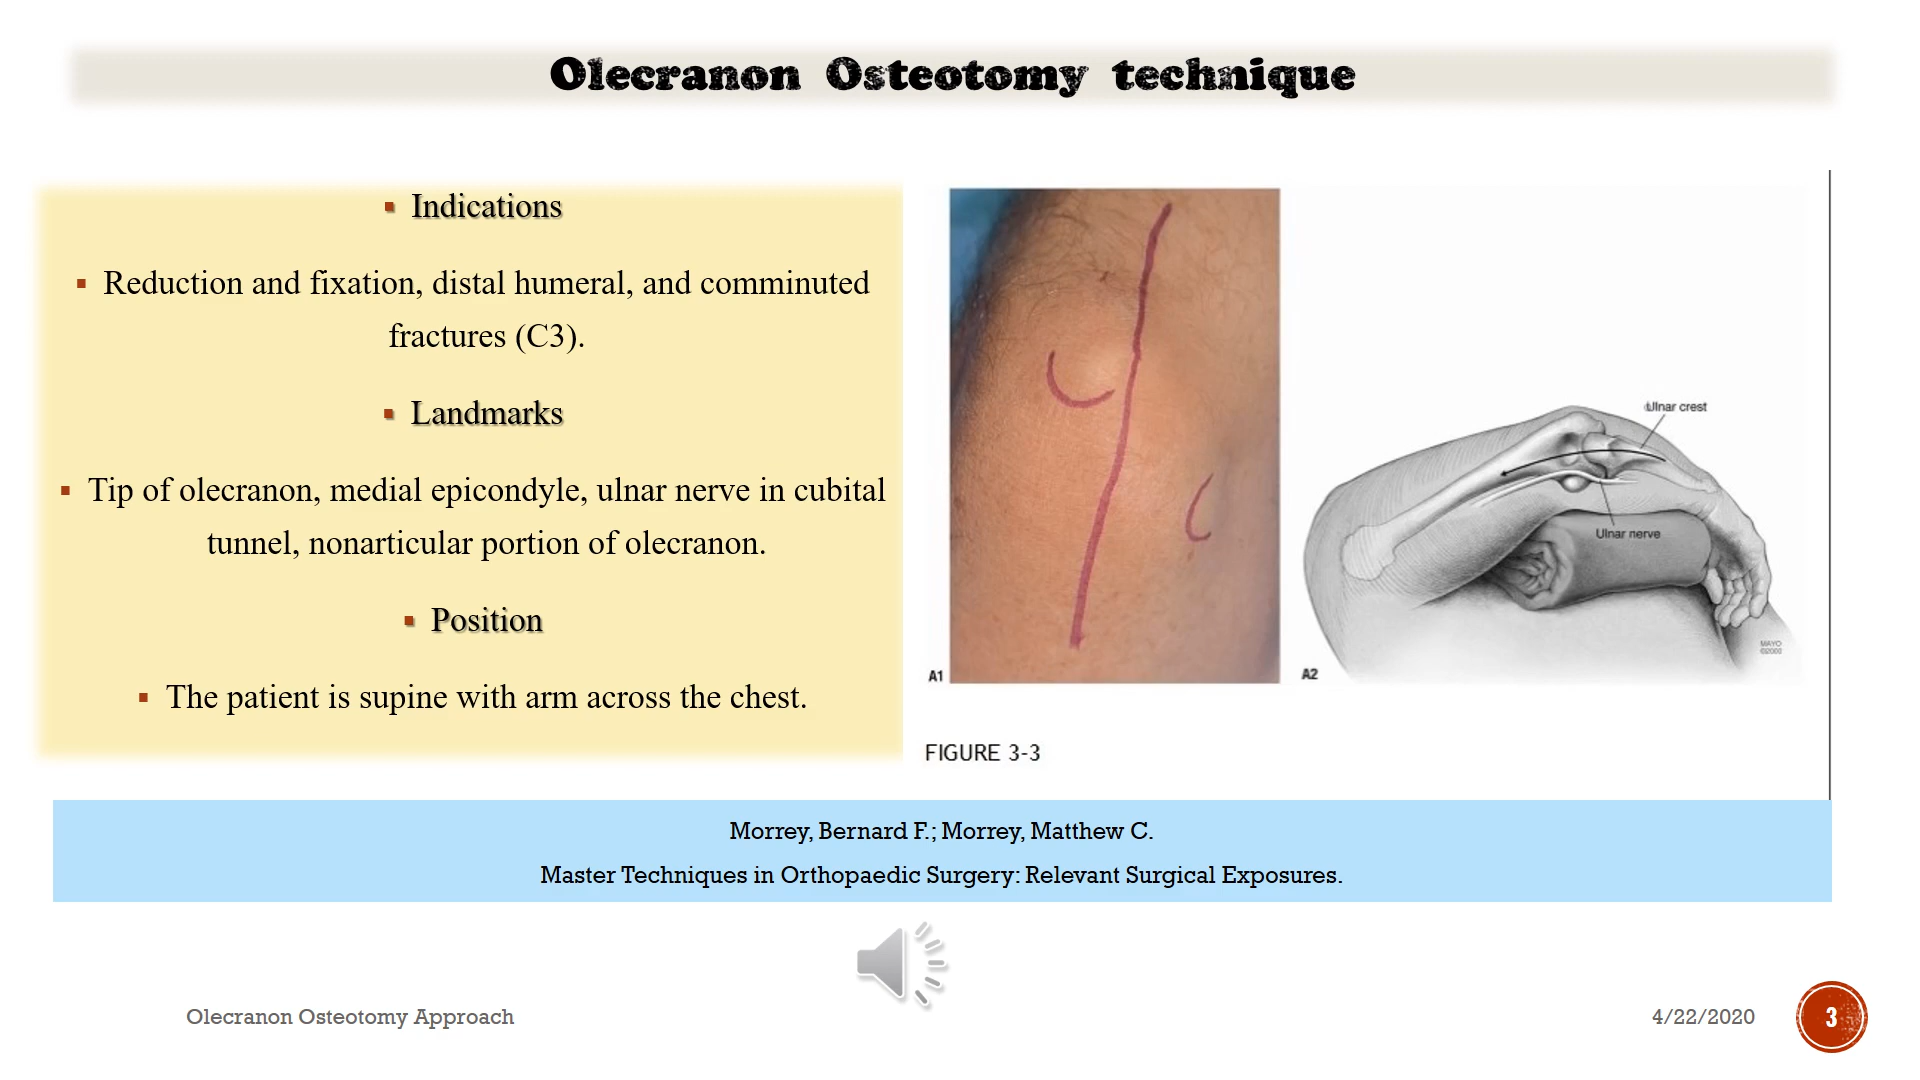 Olecranon Osteotomy technique
Indications
Reduction and fixation, distal humeral, and comminuted
fractures (C3).
Landmarks
Tip of olecranon, medial epicondyle, ulnar nerve in cubital
tunnel, nonarticular portion of olecranon.
Position
The patient is supine with arm across the chest.
A1
A2
Ulnar crest
Ulnar nerve
MAYO
©2000
FIGURE 3-3
Morrey, Bernard F.; Morrey, Matthew C.
Master Techniques in Orthopaedic Surgery: Relevant Surgical Exposures.
Olecranon Osteotomy Approach
4/22/2020
3